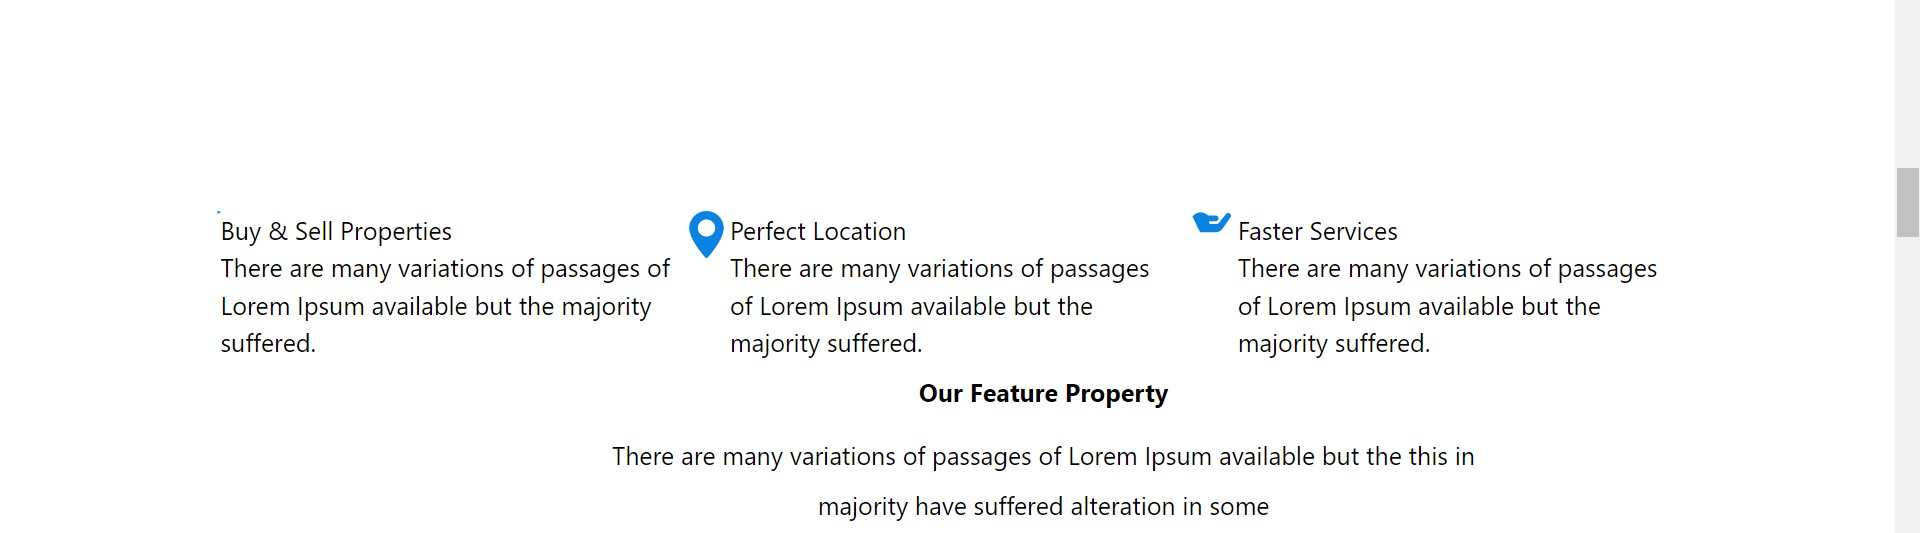 Buy & Sell Properties
There are many variations of passages of
Lorem Ipsum available but the majority
suffered.
Perfect Location
There are many variations of passages
of Lorem Ipsum available but the
majority suffered.
Faster Services
There are many variations of passages
of Lorem Ipsum available but the
majority suffered.
Our Feature Property
There are many variations of passages of Lorem Ipsum available but the this in
majority have suffered alteration in some